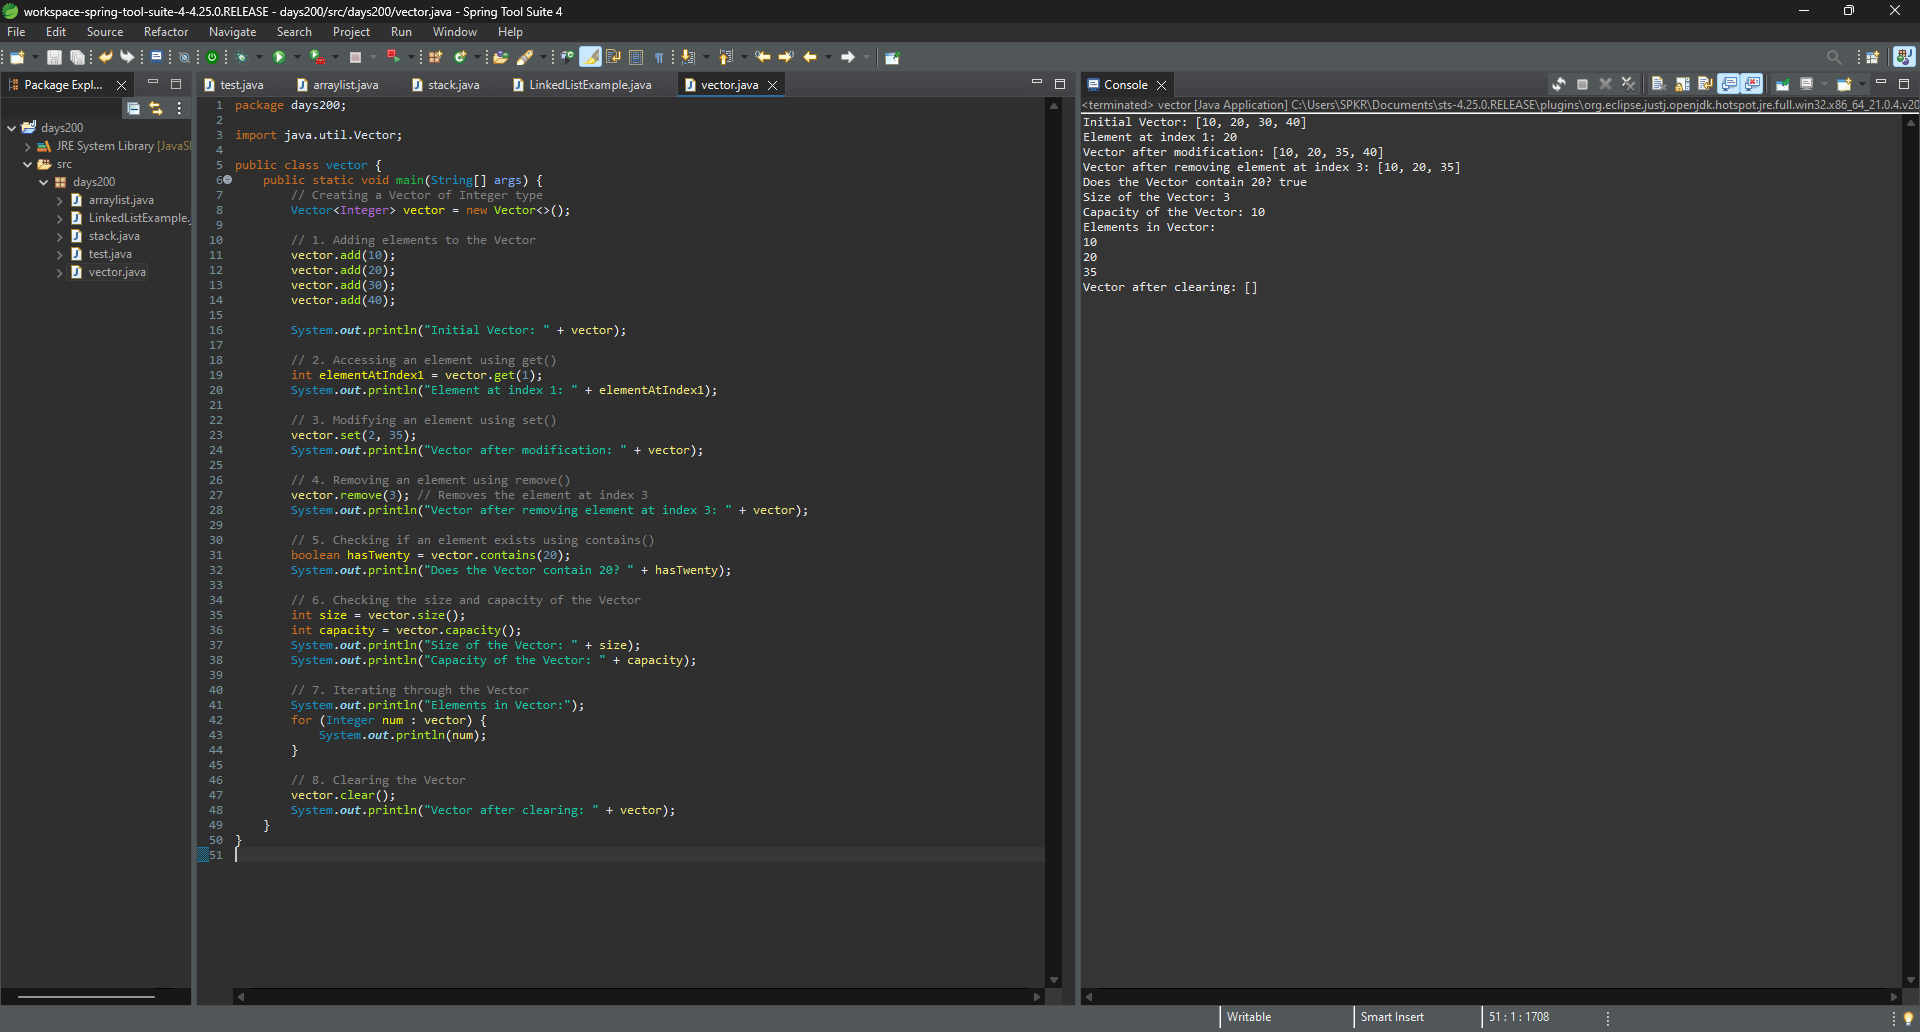 workspace-spring-tool-suite-4-4.25.0.RELEASE - days200/src/days200/vector.java - Spring Tool Suite 4
File Edit Source Refactor Navigate Search Project Run Window Help
Package Expl...
days200
JRE System Library [JavaSE
src
days200
arraylist.java
LinkedListExample.
stack.java
test.java
vector.java
test.java arraylist.java stack.java LinkedListExample.java vector.java
1 package days200;
2
3 import java.util.Vector;
4
5 public class vector {
6 public static void main(String[] args) {
7 // Creating a Vector of Integer type
8 Vector<Integer> vector = new Vector<>();
9
10 // 1. Adding elements to the Vector
11 vector.add(10);
12 vector.add(20);
13 vector.add(30);
14 vector.add(40);
15
16 System.out.println("Initial Vector: " + vector);
17
18 // 2. Accessing an element using get()
19 int elementAtIndex1 = vector.get(1);
20 System.out.println("Element at index 1: " + elementAtIndex1);
21
22 // 3. Modifying an element using set()
23 vector.set(2, 35);
24 System.out.println("Vector after modification: " + vector);
25
26 // 4. Removing an element using remove()
27 vector.remove(3); // Removes the element at index 3
28 System.out.println("Vector after removing element at index 3: " + vector);
29
30 // 5. Checking if an element exists using contains()
31 boolean hasTwenty = vector.contains(20);
32 System.out.println("Does the Vector contain 20? " + hasTwenty);
33
34 // 6. Checking the size and capacity of the Vector
35 int size = vector.size();
36 int capacity = vector.capacity();
37 System.out.println("Size of the Vector: " + size);
38 System.out.println("Capacity of the Vector: " + capacity);
39
40 // 7. Iterating through the Vector
41 System.out.println("Elements in Vector:");
42 for (Integer num : vector) {
43 System.out.println(num);
44 }
45
46 // 8. Clearing the Vector
47 vector.clear();
48 System.out.println("Vector after clearing: " + vector);
49 }
50 }
51
Console
<terminated> vector [Java Application] C:\Users\SPKR\Documents\sts-4.25.0.RELEASE\plugins\org.eclipse.justj.openjdk.hotspot.jre.full.win32.x86_64_21.0.4.v20
Initial Vector: [10, 20, 30, 40]
Element at index 1: 20
Vector after modification: [10, 20, 35, 40]
Vector after removing element at index 3: [10, 20, 35]
Does the Vector contain 20? true
Size of the Vector: 3
Capacity of the Vector: 10
Elements in Vector:
10
20
35
Vector after clearing: []
Writable Smart Insert 51 : 1 : 1708